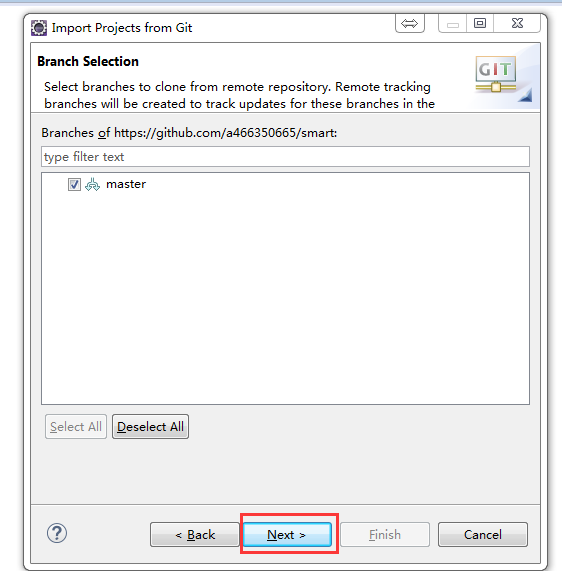 Import Projects from Git
Branch Selection
Select branches to clone from remote repository. Remote tracking
branches will be created to track updates for these branches in the
GIT
Branches of https://github.com/a466350665/smart:
type filter text
master
Select All
Deselect All
?
< Back
Next >
Finish
Cancel